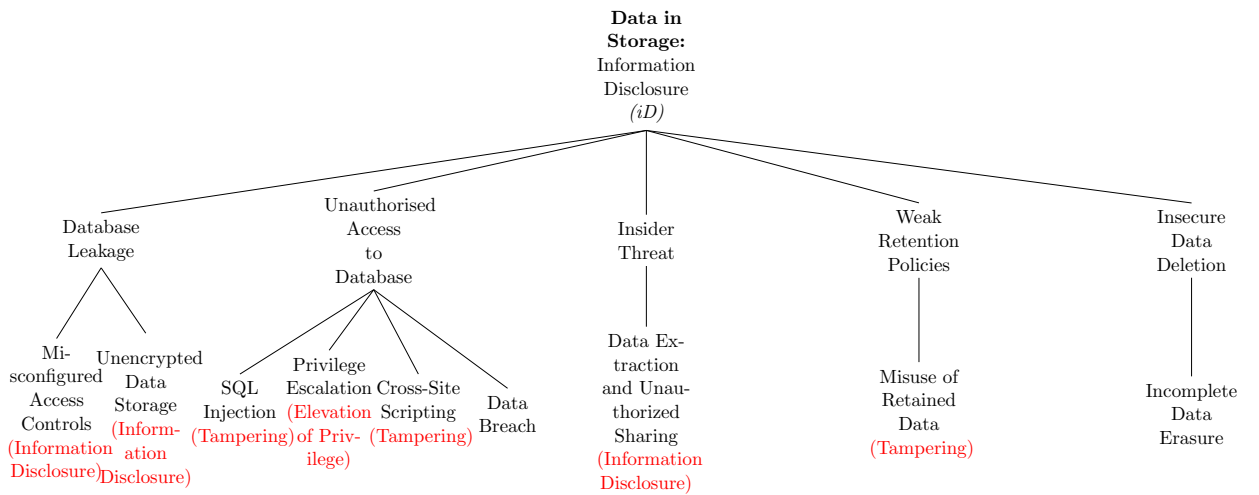 Data in
Storage:
Information
Disclosure
(iD)
Database
Leakage
Unauthorised
Access
to
Database
Insider
Threat
Weak
Retention
Policies
Insecure
Data
Deletion
Mi-
sconfigured
Access
Controls
(Information
Disclosure)
Unencrypted
Data
Storage
(Inform-
ation
Disclosure)
SQL
Injection
(Tampering)
Privilege
Escalation
(Elevation
of Priv-
ilege)
Cross-Site
Scripting
(Tampering)
Data
Breach
Data Ex-
traction
and Unau-
thorized
Sharing
(Information
Disclosure)
Misuse of
Retained
Data
(Tampering)
Incomplete
Data
Erasure